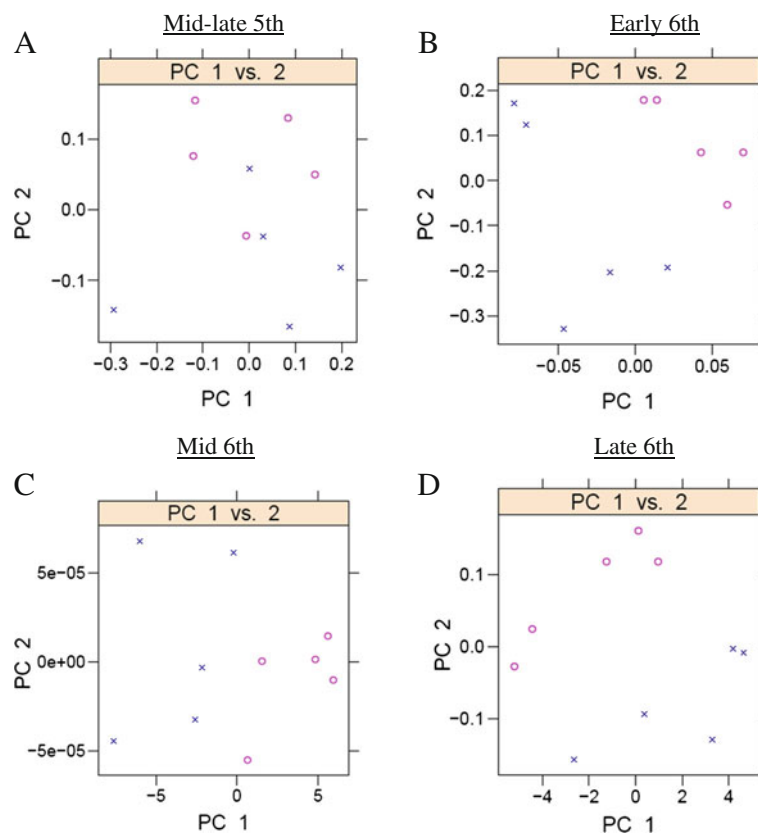 A
Mid-late 5th
PC 1 vs. 2
0.1
0.0
−0.1
PC 2
−0.3 −0.2 −0.1 0.0 0.1 0.2
PC 1
B
Early 6th
PC 1 vs. 2
0.2
0.1
0.0
−0.1
−0.2
−0.3
PC 2
−0.05 0.00 0.05
PC 1
C
Mid 6th
PC 1 vs. 2
5e−05
0e+00
−5e−05
PC 2
−5 0 5
PC 1
D
Late 6th
PC 1 vs. 2
0.1
0.0
−0.1
PC 2
−4 −2 0 2 4
PC 1